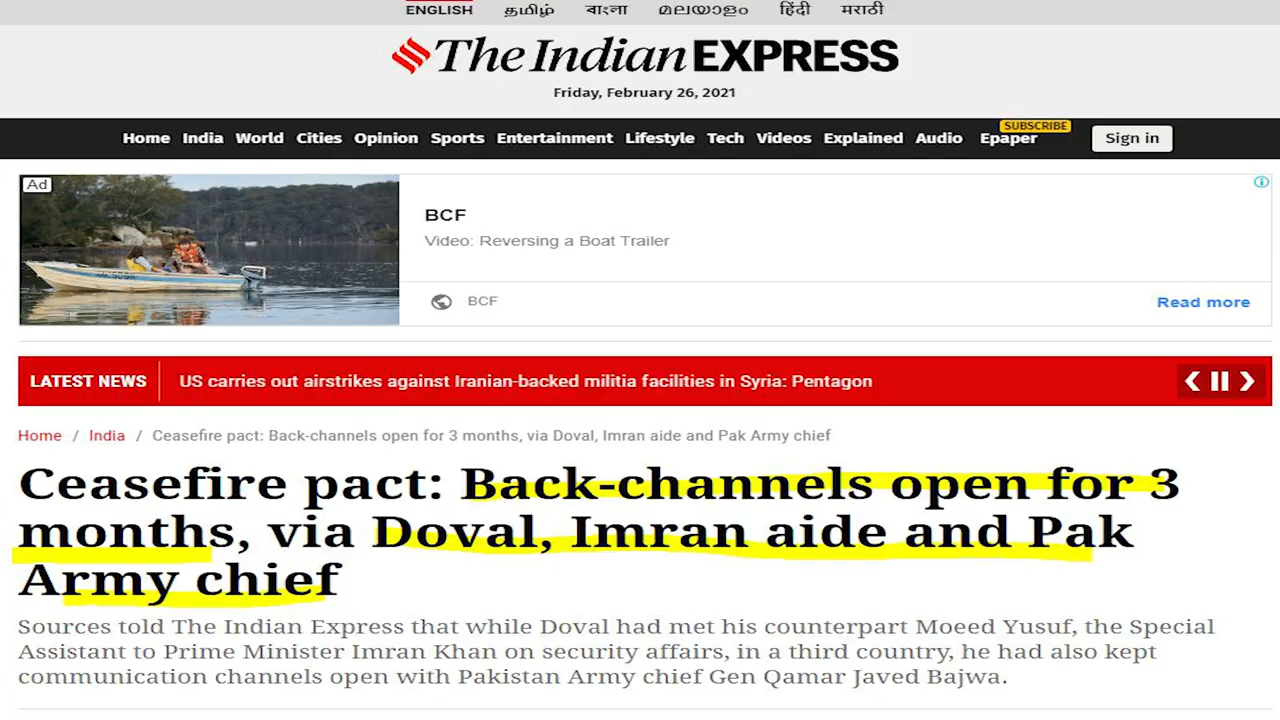 ENGLISH தமிழ் বাংলা മലയാളം हिंदी मराठी
The Indian EXPRESS
Friday, February 26, 2021
SUBSCRIBE
Home India World Cities Opinion Sports Entertainment Lifestyle Tech Videos Explained Audio Epaper Sign in
Ad
BCF
Video: Reversing a Boat Trailer
BCF
Read more
LATEST NEWS US carries out airstrikes against Iranian-backed militia facilities in Syria: Pentagon
Home / India / Ceasefire pact: Back-channels open for 3 months, via Doval, Imran aide and Pak Army chief
Ceasefire pact: Back-channels open for 3
months, via Doval, Imran aide and Pak
Army chief
Sources told The Indian Express that while Doval had met his counterpart Moeed Yusuf, the Special
Assistant to Prime Minister Imran Khan on security affairs, in a third country, he had also kept
communication channels open with Pakistan Army chief Gen Qamar Javed Bajwa.